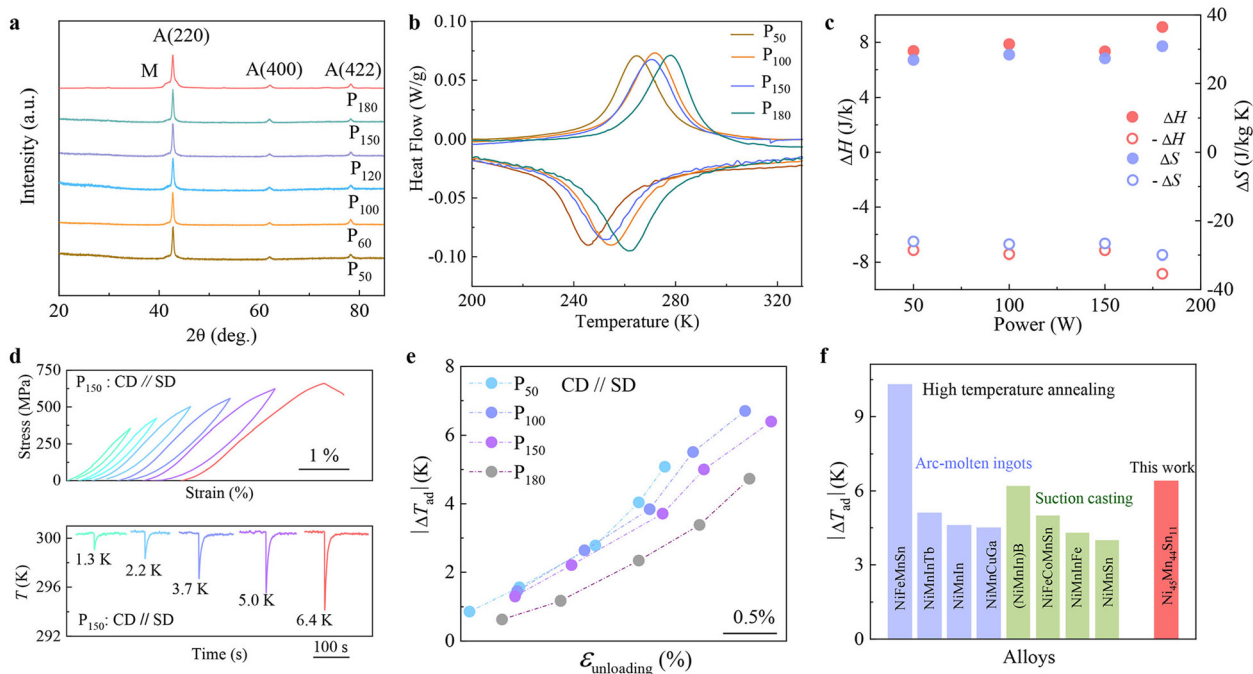 a
A(220)
M
A(400)
A(422)
P180
P150
P120
P100
P60
P50
Intensity (a.u.)
20
40
60
80
2θ (deg.)
b
P50
P100
P150
P180
Heat Flow (W/g)
0.10
0.05
0.00
-0.05
-0.10
200
240
280
320
Temperature (K)
c
8
4
0
-4
-8
ΔH (J/k)
40
20
0
-20
-40
ΔS (J/kg K)
ΔH
- ΔH
ΔS
- ΔS
50
100
150
Power (W)
d
P150 : CD // SD
Stress (MPa)
750
500
250
0
1 %
Strain (%)
T (K)
300
296
292
1.3 K
2.2 K
3.7 K
5.0 K
6.4 K
P150: CD // SD
Time (s)
100 s
e
P50
P100
P150
P180
CD // SD
|ΔTad| (K)
8
6
4
2
0
0.5%
εunloading (%)
f
High temperature annealing
Arc-molten ingots
Suction casting
This work
|ΔTad| (K)
9
6
3
0
NiFeMnSn
NiMnInTb
NiMnIn
NiMnCuGa
(NiMnIn)B
NiFeCoMnSn
NiMnInFe
NiMnSn
Ni45Mn44Sn11
Alloys